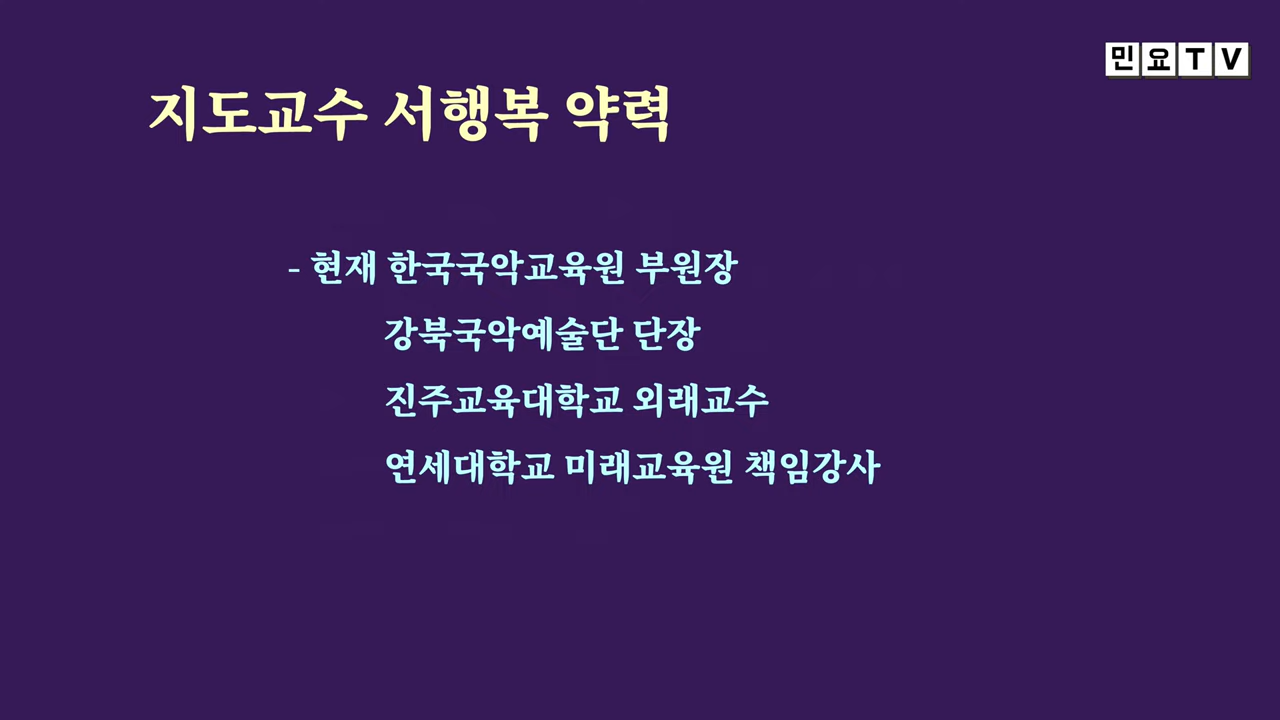 민요TV
지도교수 서행복 약력
- 현재 한국국악교육원 부원장
강북국악예술단 단장
진주교육대학교 외래교수
연세대학교 미래교육원 책임강사